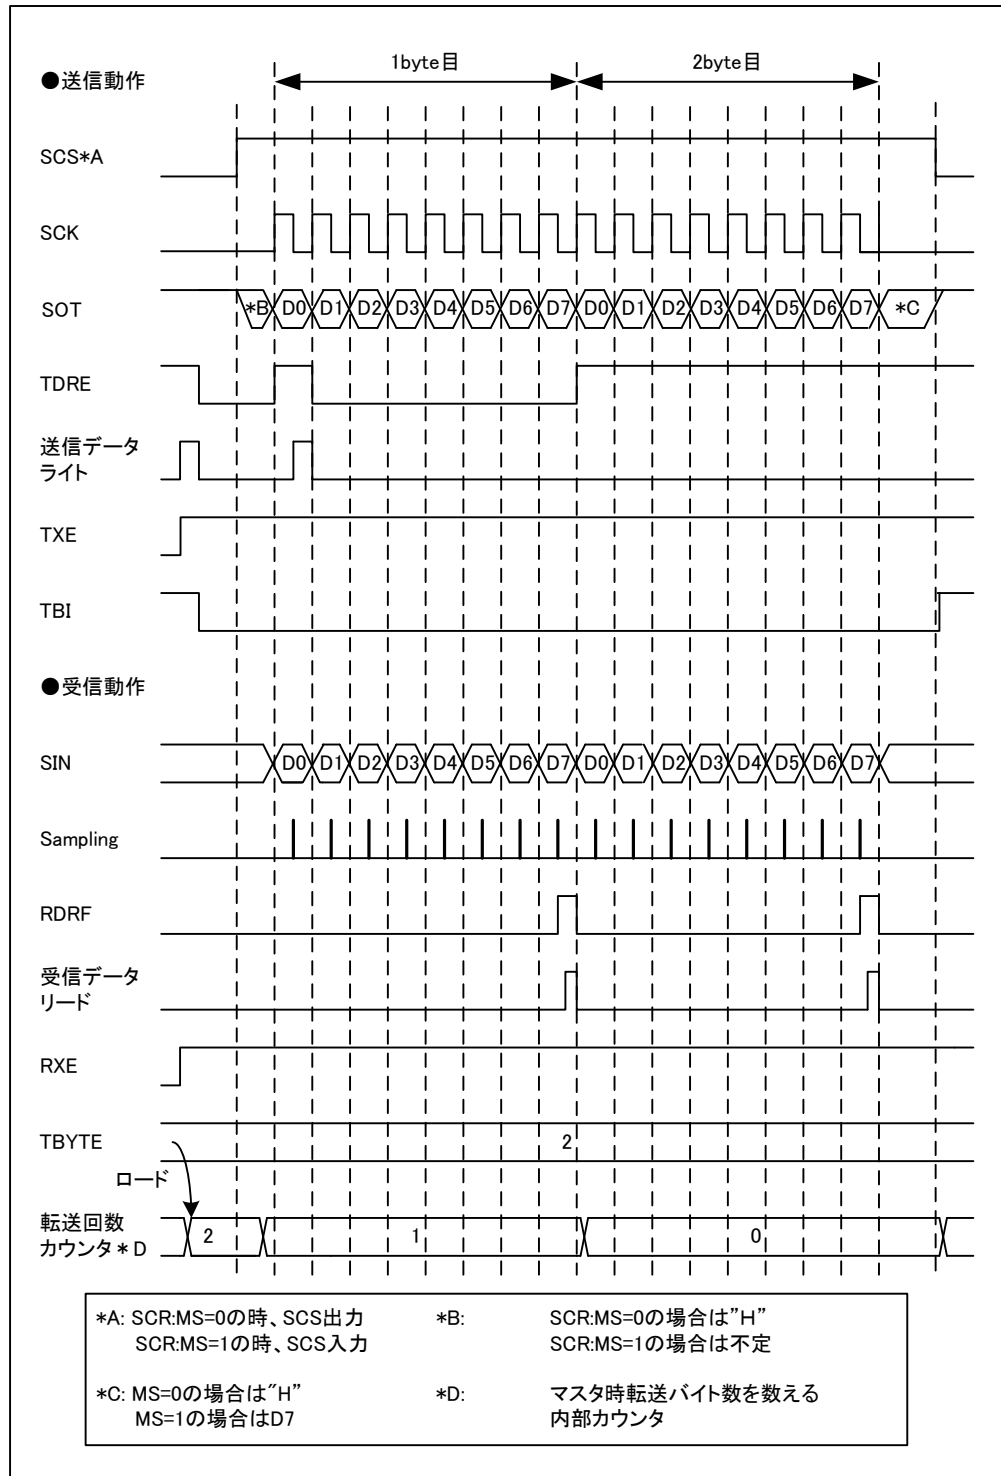 1byte目 2byte目
●送信動作
SCS*A
SCK
SOT *B D0 D1 D2 D3 D4 D5 D6 D7 D0 D1 D2 D3 D4 D5 D6 D7 *C
TDRE
送信データ
ライト
TXE
TBI
●受信動作
SIN D0 D1 D2 D3 D4 D5 D6 D7 D0 D1 D2 D3 D4 D5 D6 D7
Sampling
RDRF
受信データ
リード
RXE
TBYTE 2
ロード
転送回数
カウンタ*D 2 1 0
*A: SCR:MS=0の時、SCS出力
SCR:MS=1の時、SCS入力
*B: SCR:MS=0の場合は”H”
SCR:MS=1の場合は不定
*C: MS=0の場合は”H”
MS=1の場合はD7
*D: マスタ時転送バイト数を数える
内部カウンタ